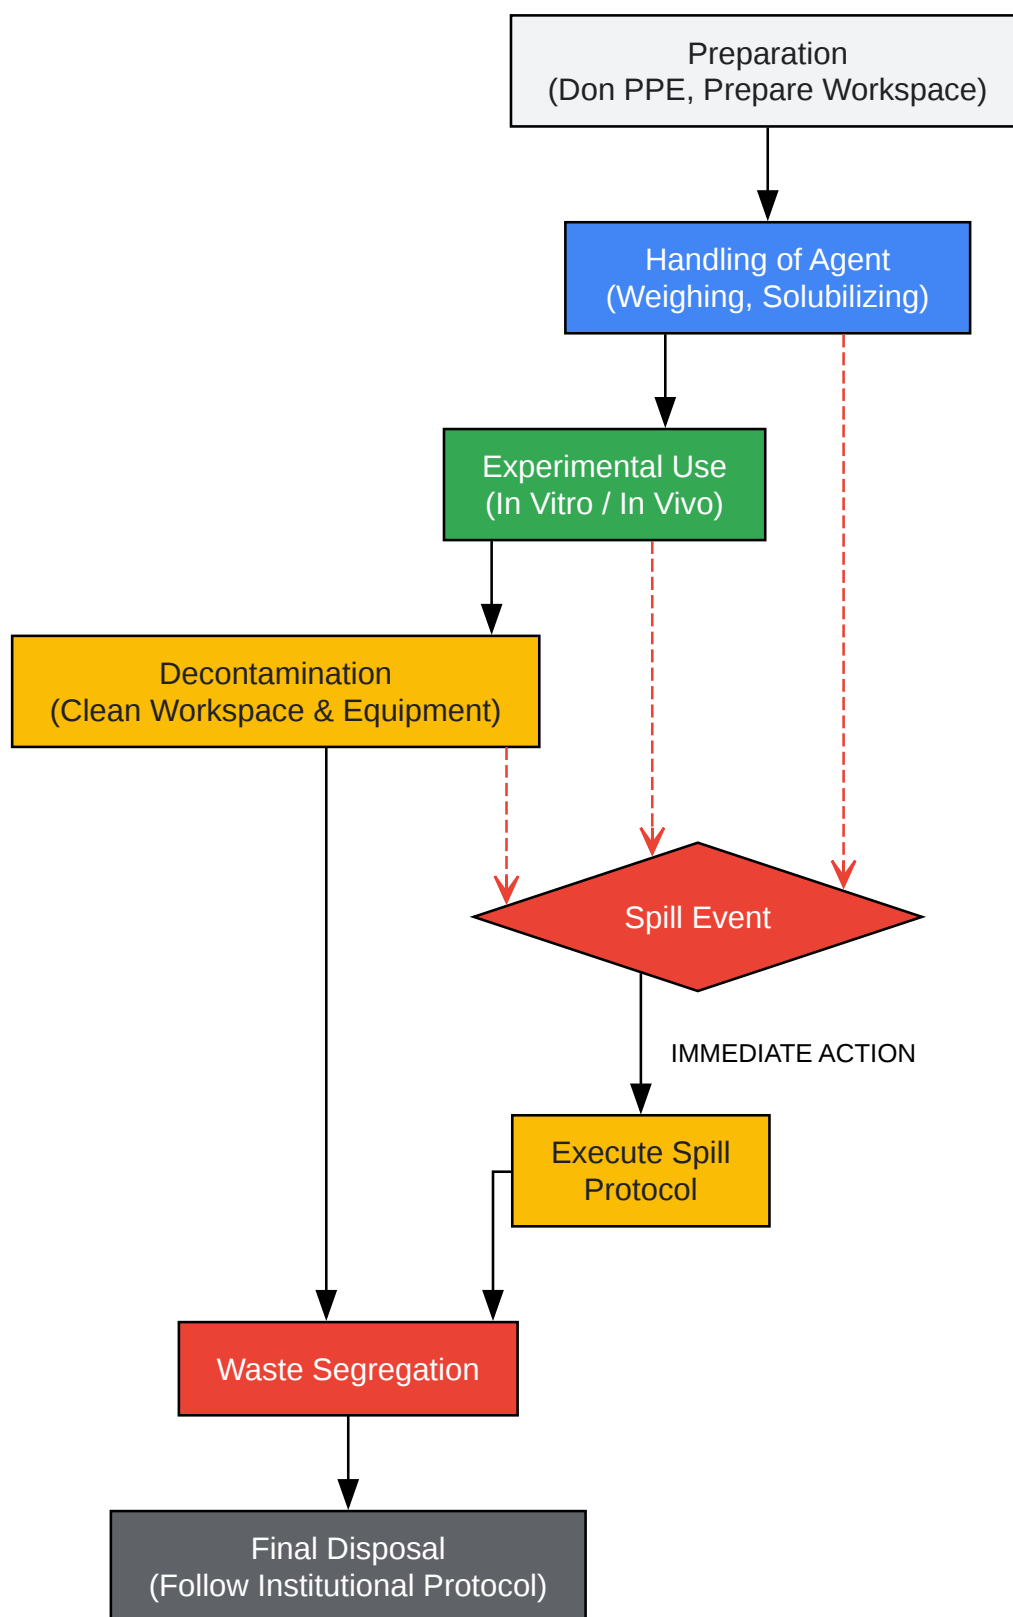 Preparation
(Don PPE, Prepare Workspace)
Handling of Agent
(Weighing, Solubilizing)
Experimental Use
(In Vitro / In Vivo)
Decontamination
(Clean Workspace & Equipment)
Spill Event
IMMEDIATE ACTION
Execute Spill
Protocol
Waste Segregation
Final Disposal
(Follow Institutional Protocol)